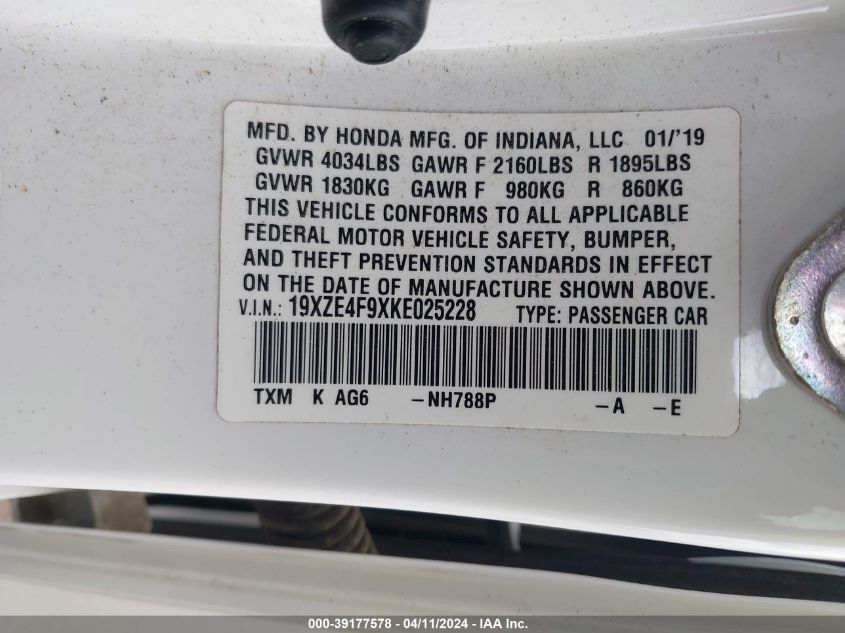 MFD. BY HONDA MFG. OF INDIANA, LLC 01/'19
GVWR 4034LBS GAWR F 2160LBS R 1895LBS
GVWR 1830KG GAWR F 980KG R 860KG
THIS VEHICLE CONFORMS TO ALL APPLICABLE
FEDERAL MOTOR VEHICLE SAFETY, BUMPER,
AND THEFT PREVENTION STANDARDS IN EFFECT
ON THE DATE OF MANUFACTURE SHOWN ABOVE.
V.I.N.: 19XZE4F9XKE025228 TYPE: PASSENGER CAR
TXM K AG6 -NH788P -A -E
000-39177578 - 04/11/2024 - IAA Inc.